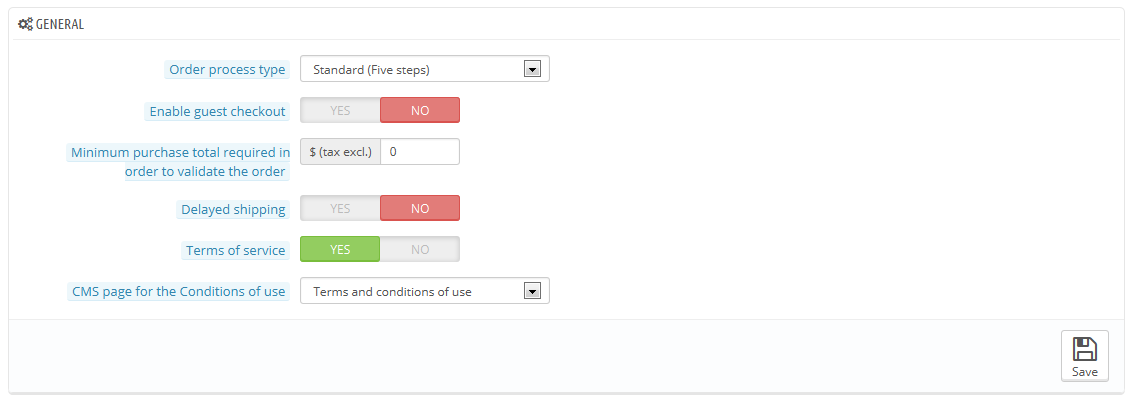 GENERAL
Order process type Standard (Five steps)
Enable guest checkout YES NO
Minimum purchase total required in
order to validate the order $ (tax excl.) 0
Delayed shipping YES NO
Terms of service YES NO
CMS page for the Conditions of use Terms and conditions of use
Save